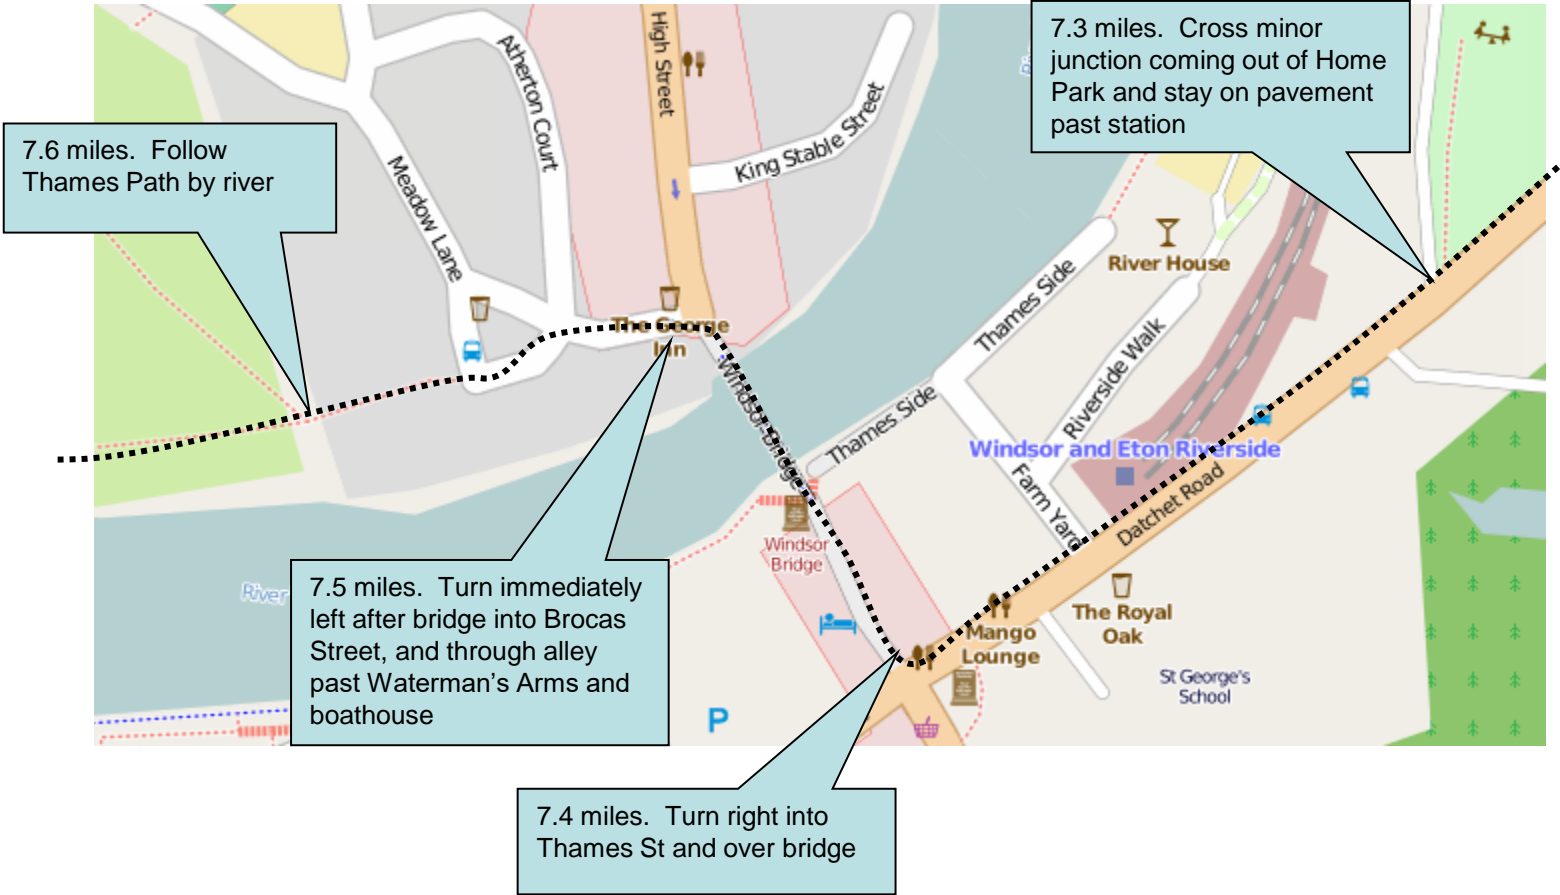 7.3 miles.  Cross minor
junction coming out of Home
Park and stay on pavement
past station
7.6 miles.  Follow
Thames Path by river
High Street
Atherton Court
King Stable Street
Meadow Lane
River House
Thames Side
Riverside Walk
The George
Inn
Windsor Bridge
Thames Side
Windsor and Eton Riverside
Farm Yard
Datchet Road
Windsor
Bridge
River
7.5 miles.  Turn immediately
left after bridge into Brocas
Street, and through alley
past Waterman's Arms and
boathouse
Mango
Lounge
The Royal
Oak
St George's
School
P
7.4 miles.  Turn right into
Thames St and over bridge